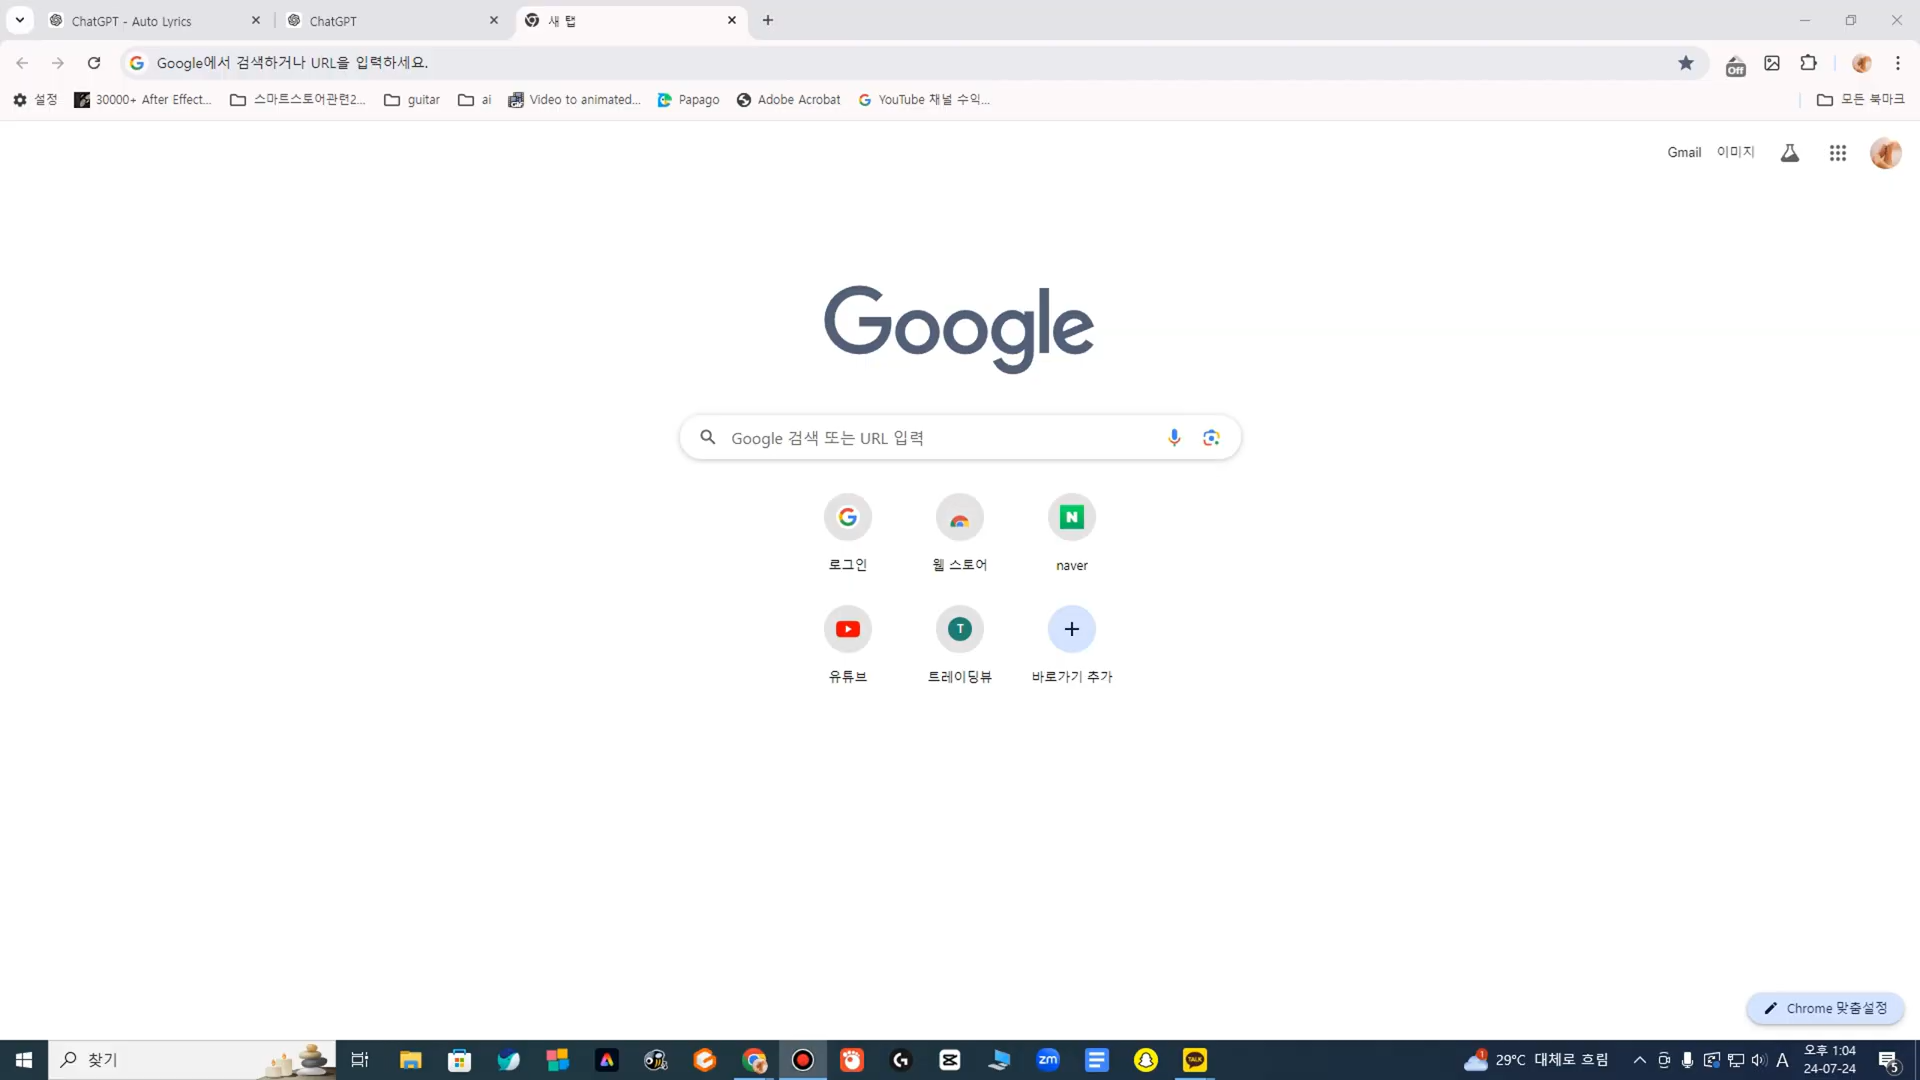 ChatGPT - Auto Lyrics
ChatGPT
새 탭
Google에서 검색하거나 URL을 입력하세요.
Off
설정
30000+ After Effect...
스마트스토어관련2...
guitar
ai
Video to animated...
Papago
Adobe Acrobat
YouTube 채널 수익...
모든 북마크
Gmail
이미지
Google
Google 검색 또는 URL 입력
로그인
웹 스토어
N
naver
유튜브
T
트레이딩뷰
바로가기 추가
Chrome 맞춤설정
찾기
zm
TALK
1
29°C 대체로 흐림
A
오후 1:04
24-07-24
5